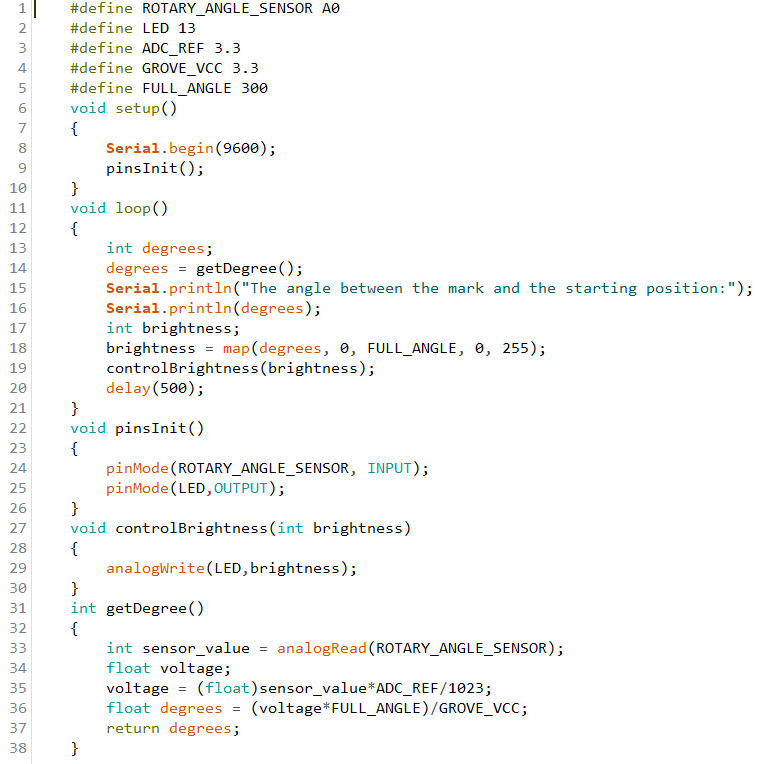 1 #define ROTARY_ANGLE_SENSOR A0
2 #define LED 13
3 #define ADC_REF 3.3
4 #define GROVE_VCC 3.3
5 #define FULL_ANGLE 300
6 void setup()
7 {
8 Serial.begin(9600);
9 pinsInit();
10 }
11 void loop()
12 {
13 int degrees;
14 degrees = getDegree();
15 Serial.println("The angle between the mark and the starting position:");
16 Serial.println(degrees);
17 int brightness;
18 brightness = map(degrees, 0, FULL_ANGLE, 0, 255);
19 controlBrightness(brightness);
20 delay(500);
21 }
22 void pinsInit()
23 {
24 pinMode(ROTARY_ANGLE_SENSOR, INPUT);
25 pinMode(LED,OUTPUT);
26 }
27 void controlBrightness(int brightness)
28 {
29 analogWrite(LED,brightness);
30 }
31 int getDegree()
32 {
33 int sensor_value = analogRead(ROTARY_ANGLE_SENSOR);
34 float voltage;
35 voltage = (float)sensor_value*ADC_REF/1023;
36 float degrees = (voltage*FULL_ANGLE)/GROVE_VCC;
37 return degrees;
38 }